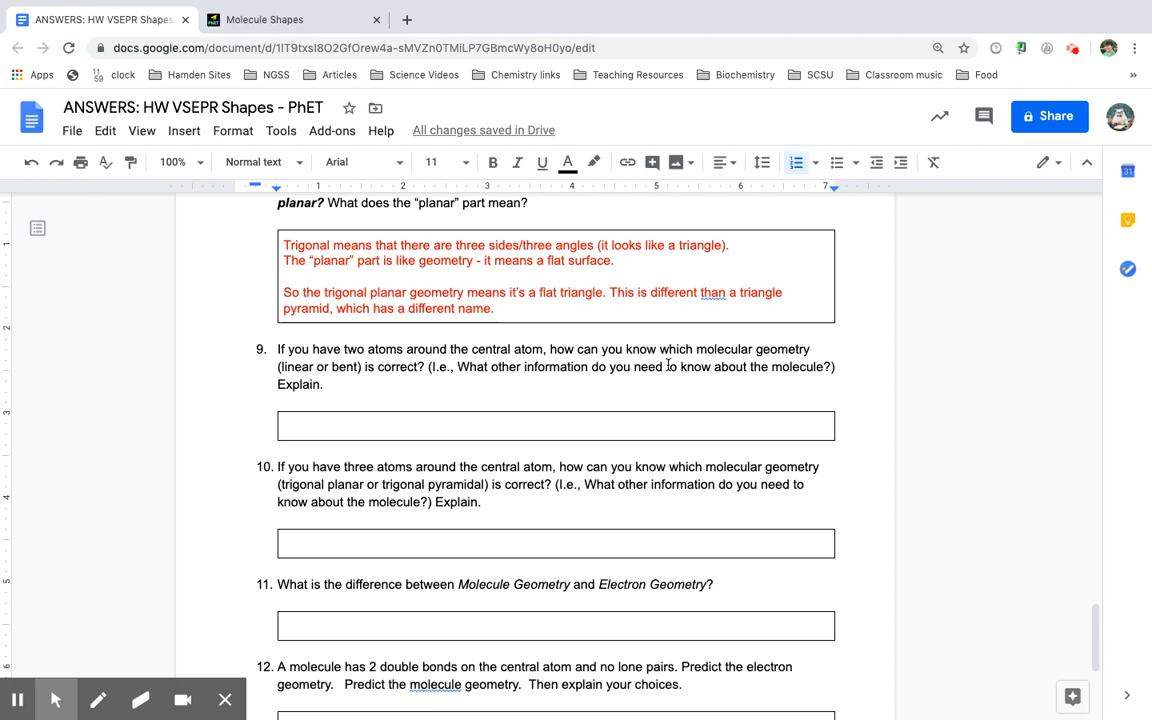 ANSWERS: HW VSEPR Shapes
Molecule Shapes
docs.google.com/document/d/1lT9txsI8O2GfOrew4a-sMVZn0TMiLP7GBmcWy8oH0yo/edit
Apps
11 59 clock
Hamden Sites
NGSS
Articles
Science Videos
Chemistry links
Teaching Resources
Biochemistry
SCSU
Classroom music
Food
ANSWERS: HW VSEPR Shapes - PhET
Share
File Edit View Insert Format Tools Add-ons Help All changes saved in Drive
100% Normal text Arial 11
1 2 3 4 5 6 7
planar? What does the “planar” part mean?
Trigonal means that there are three sides/three angles (it looks like a triangle).
The “planar” part is like geometry - it means a flat surface.
So the trigonal planar geometry means it’s a flat triangle. This is different than a triangle
pyramid, which has a different name.
9. If you have two atoms around the central atom, how can you know which molecular geometry
(linear or bent) is correct? (I.e., What other information do you need to know about the molecule?)
Explain.
10. If you have three atoms around the central atom, how can you know which molecular geometry
(trigonal planar or trigonal pyramidal) is correct? (I.e., What other information do you need to
know about the molecule?) Explain.
11. What is the difference between Molecule Geometry and Electron Geometry?
12. A molecule has 2 double bonds on the central atom and no lone pairs. Predict the electron
geometry. Predict the molecule geometry. Then explain your choices.